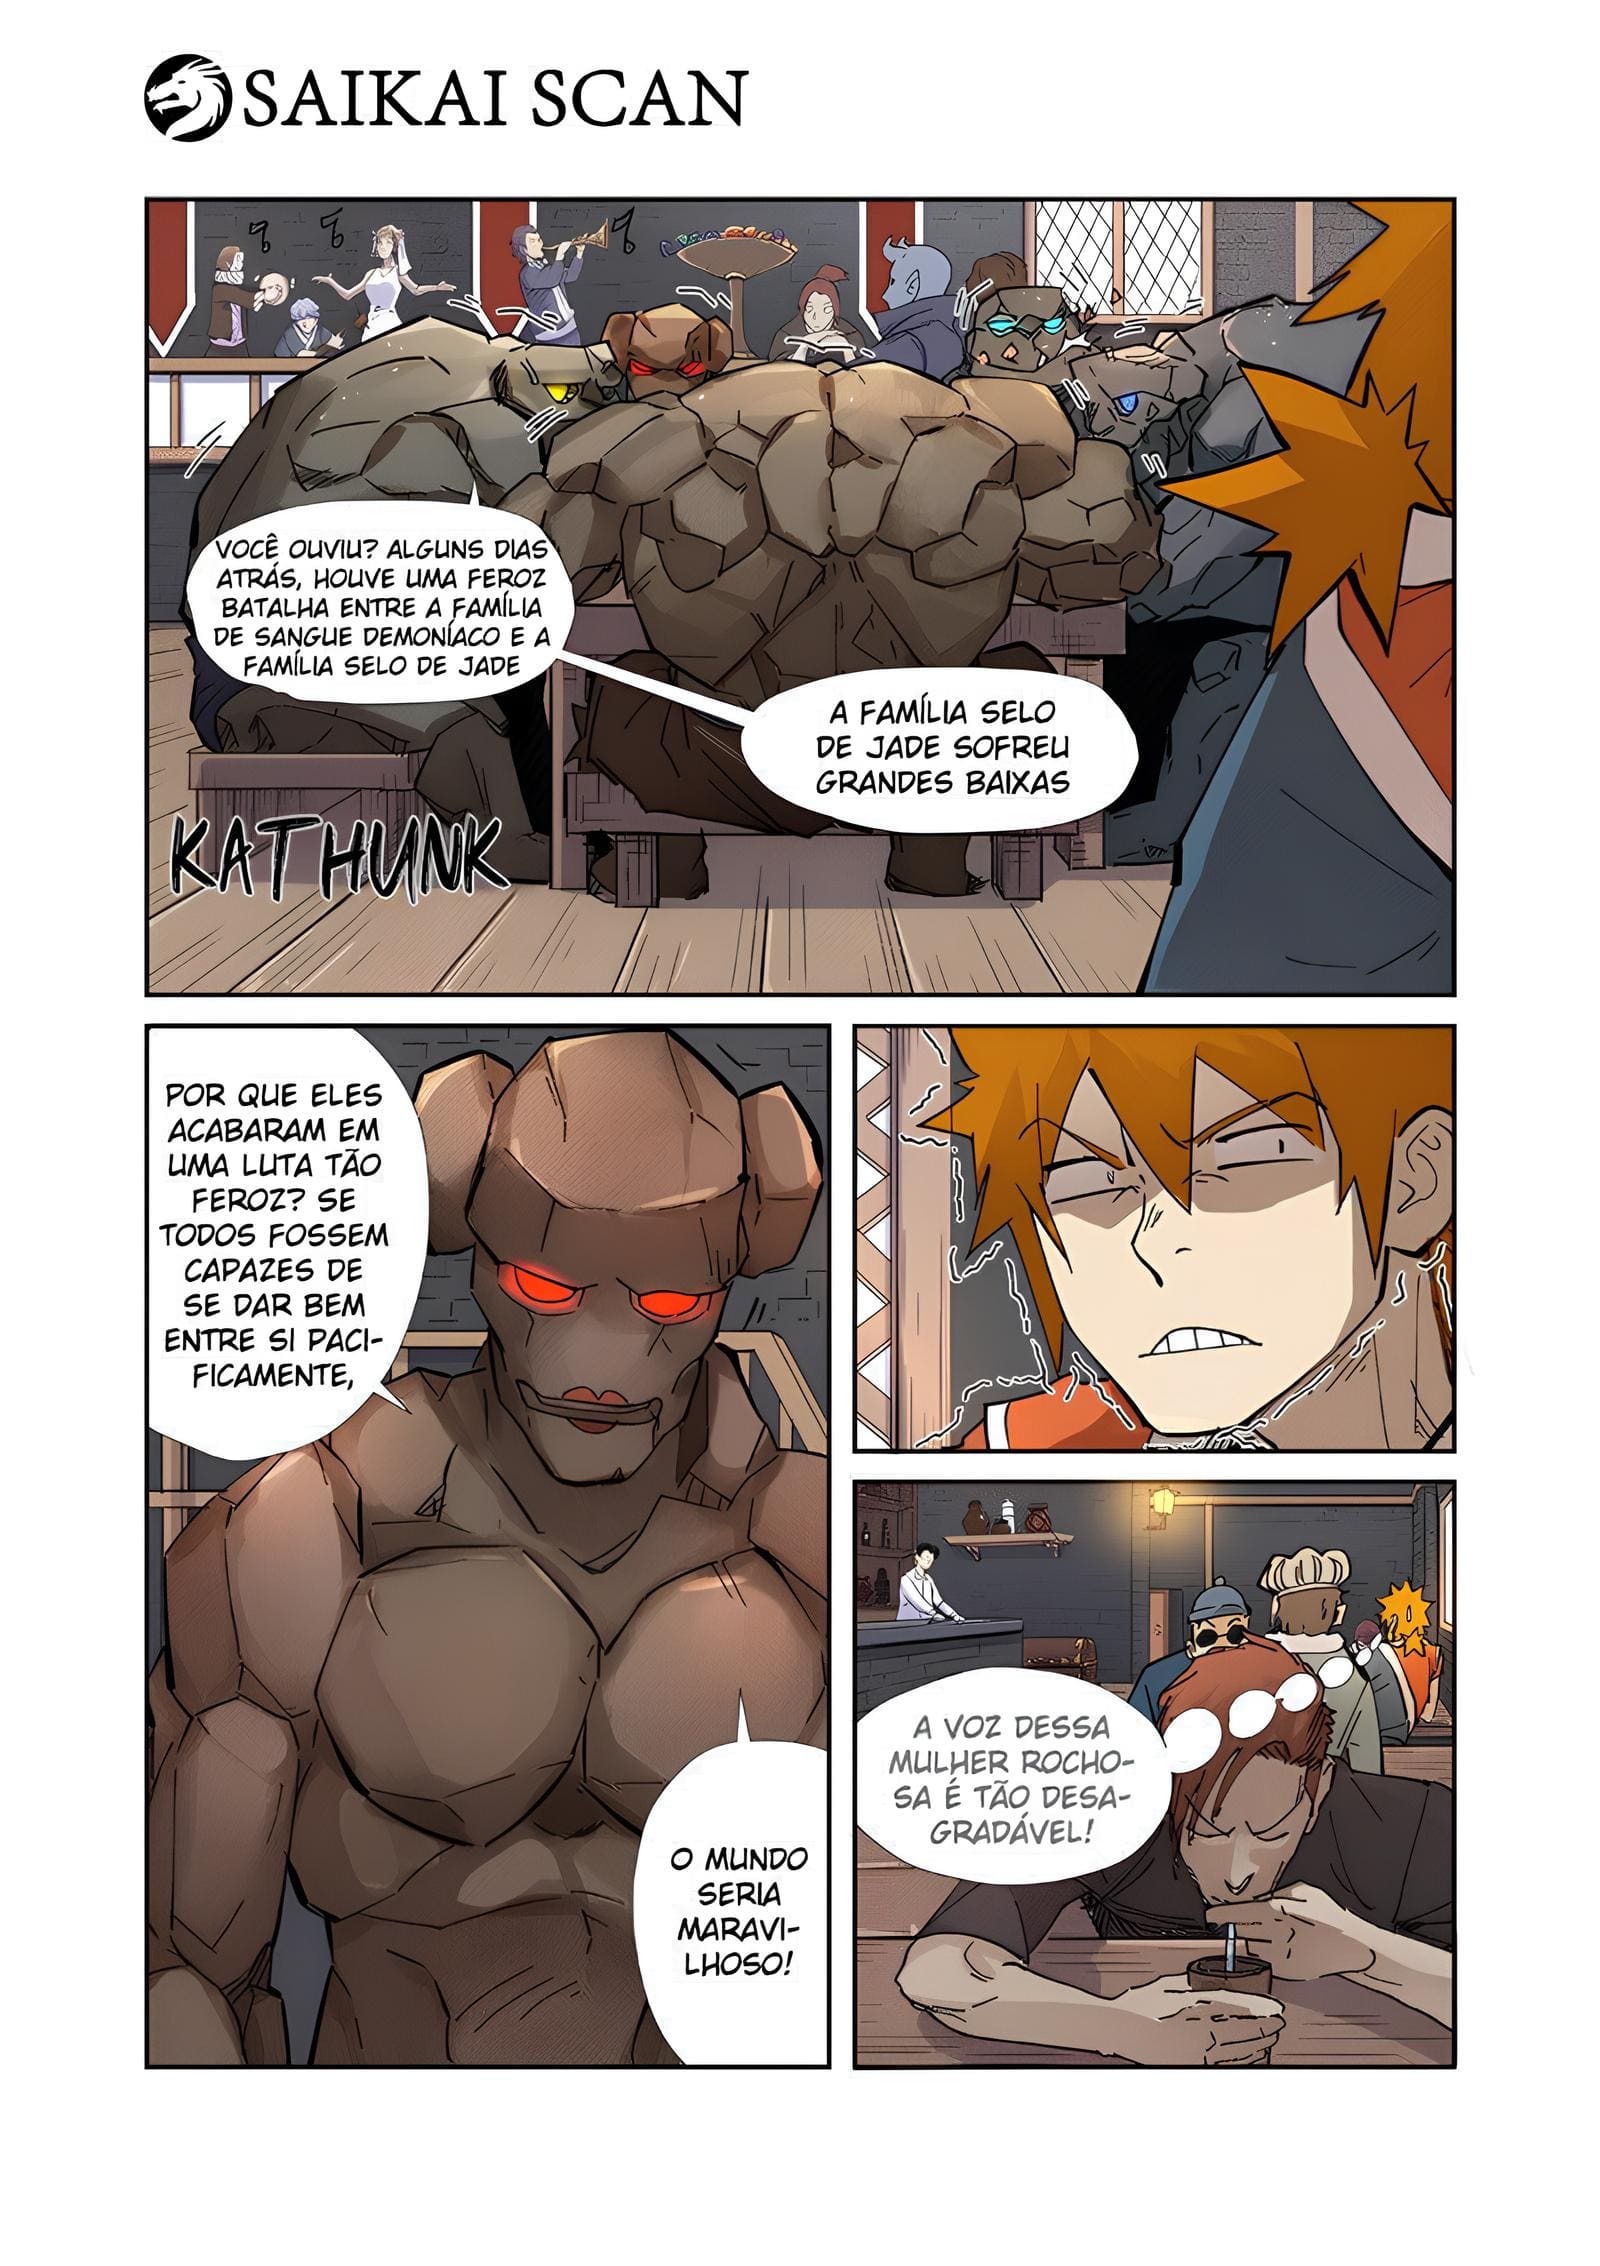 SAIKAI SCAN
VOCÊ OUVIU? ALGUNS DIAS
ATRÁS, HOUVE UMA FEROZ
BATALHA ENTRE A FAMÍLIA
DE SANGUE DEMONÍACO E A
FAMÍLIA SELO DE JADE
A FAMÍLIA SELO
DE JADE SOFREU
GRANDES BAIXAS
KATHUNK
POR QUE ELES
ACABARAM EM
UMA LUTA TÃO
FEROZ? SE
TODOS FOSSEM
CAPAZES DE
SE DAR BEM
ENTRE SI PACI-
IFICAMENTE,
O MUNDO
SERIA
MARAVI-
LHOSO!
A VOZ DESSA
MULHER ROCHO-
SA É TÃO DESA-
GRADÁVEL!